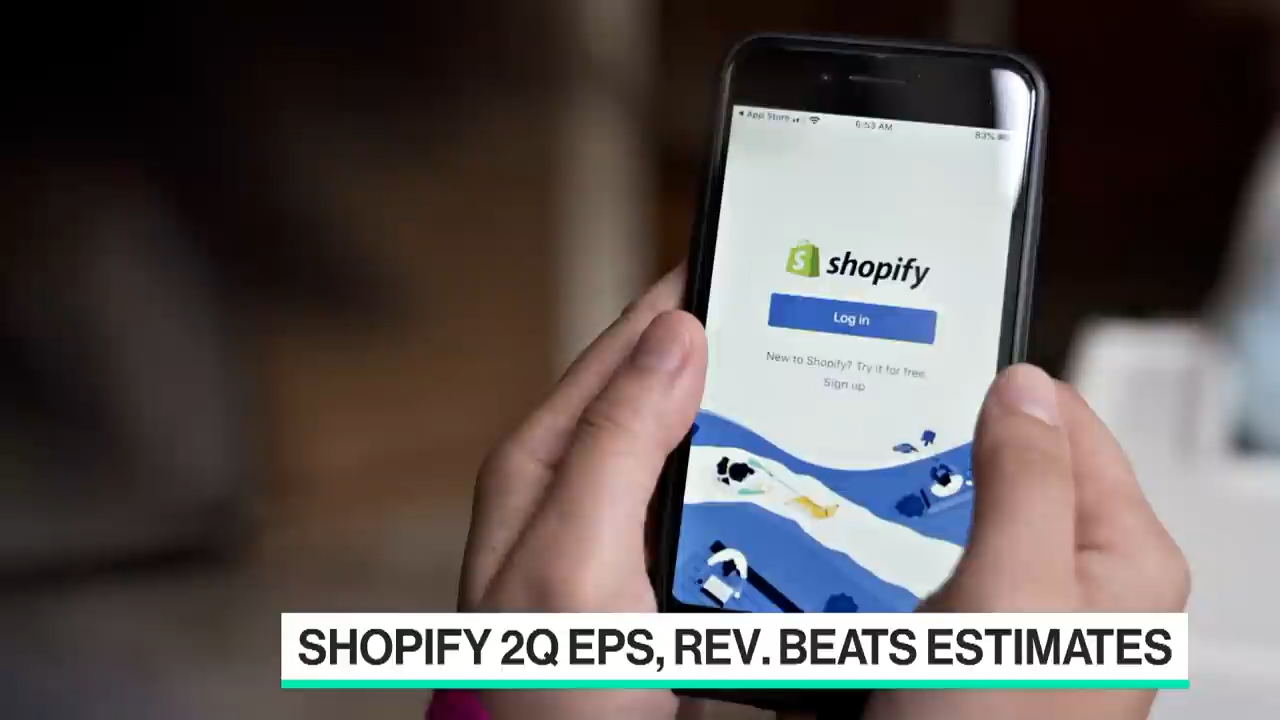 App Store
6:53 AM
83%
shopify
Log in
New to Shopify? Try it for free.
Sign up
SHOPIFY 2Q EPS, REV. BEATS ESTIMATES